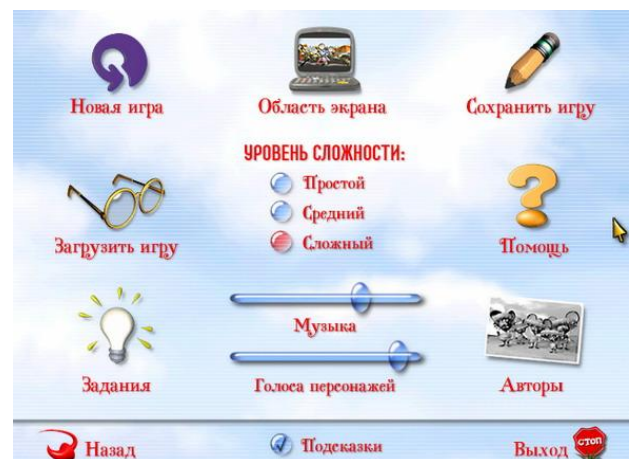 Новая игра
Область экрана
Сохранить игру
УРОВЕНЬ СЛОЖНОСТИ:
Простой
Средний
Сложный
Загрузить игру
Помощь
Музыка
Задания
Голоса персонажей
Авторы
Назад
Подсказки
Выход
СТОП